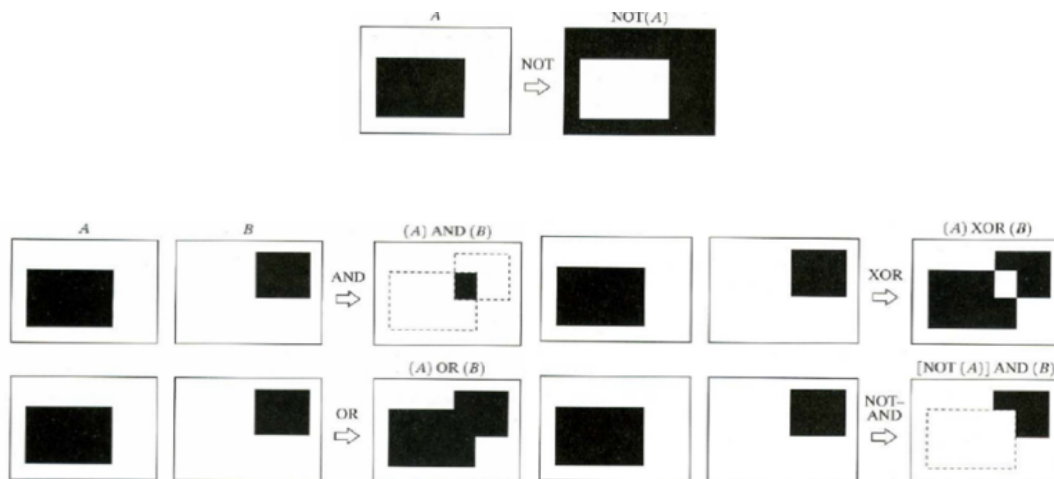 A
NOT(A)
NOT
A
B
(A) AND (B)
AND
(A) XOR (B)
XOR
(A) OR (B)
OR
[NOT (A)] AND (B)
NOT–
AND